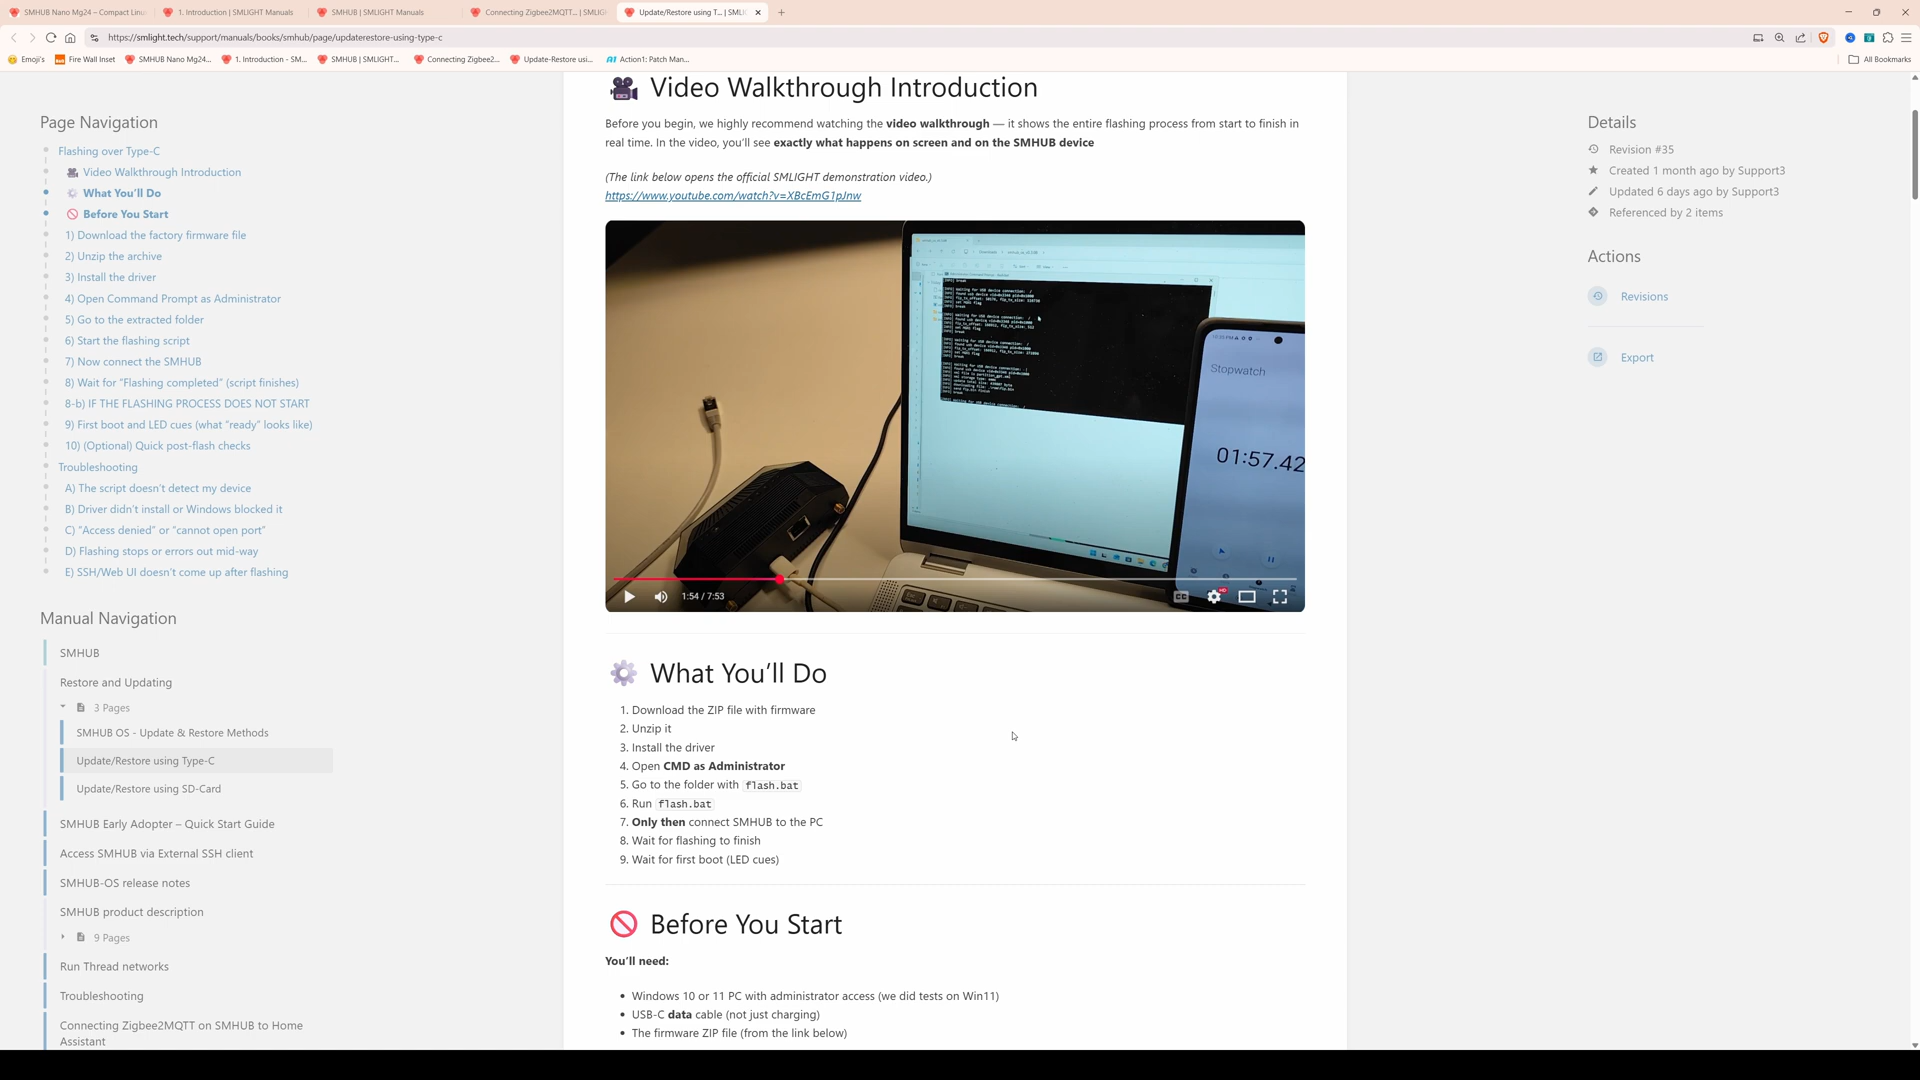 SMHUB Nano Mg24 – Compact Linu
1. Introduction | SMLIGHT Manuals
SMHUB | SMLIGHT Manuals
Connecting Zigbee2MQTT... | SMLIGH
Update/Restore using T... | SMLI
https://smlight.tech/support/manuals/books/smhub/page/updaterestore-using-type-c
Emoji's
Fire Wall Inset
SMHUB Nano Mg24...
1. Introduction - SM...
SMHUB | SMLIGHT...
Connecting Zigbee2...
Update-Restore usi...
Action1: Patch Man...
All Bookmarks
Page Navigation
Flashing over Type-C
Video Walkthrough Introduction
What You'll Do
Before You Start
1) Download the factory firmware file
2) Unzip the archive
3) Install the driver
4) Open Command Prompt as Administrator
5) Go to the extracted folder
6) Start the flashing script
7) Now connect the SMHUB
8) Wait for "Flashing completed" (script finishes)
8-b) IF THE FLASHING PROCESS DOES NOT START
9) First boot and LED cues (what "ready" looks like)
10) (Optional) Quick post-flash checks
Troubleshooting
A) The script doesn't detect my device
B) Driver didn't install or Windows blocked it
C) "Access denied" or "cannot open port"
D) Flashing stops or errors out mid-way
E) SSH/Web UI doesn't come up after flashing
Manual Navigation
SMHUB
Restore and Updating
3 Pages
SMHUB OS - Update & Restore Methods
Update/Restore using Type-C
Update/Restore using SD-Card
SMHUB Early Adopter – Quick Start Guide
Access SMHUB via External SSH client
SMHUB-OS release notes
SMHUB product description
9 Pages
Run Thread networks
Troubleshooting
Connecting Zigbee2MQTT on SMHUB to Home
Assistant
Video Walkthrough Introduction
Before you begin, we highly recommend watching the video walkthrough — it shows the entire flashing process from start to finish in
real time. In the video, you'll see exactly what happens on screen and on the SMHUB device
(The link below opens the official SMLIGHT demonstration video.)
https://www.youtube.com/watch?v=XBcEmG1pJnw
Stopwatch
01:57.42
1:54 / 7:53
What You'll Do
1. Download the ZIP file with firmware
2. Unzip it
3. Install the driver
4. Open CMD as Administrator
5. Go to the folder with flash.bat
6. Run flash.bat
7. Only then connect SMHUB to the PC
8. Wait for flashing to finish
9. Wait for first boot (LED cues)
Before You Start
You'll need:
• Windows 10 or 11 PC with administrator access (we did tests on Win11)
• USB-C data cable (not just charging)
• The firmware ZIP file (from the link below)
Details
Revision #35
Created 1 month ago by Support3
Updated 6 days ago by Support3
Referenced by 2 items
Actions
Revisions
Export